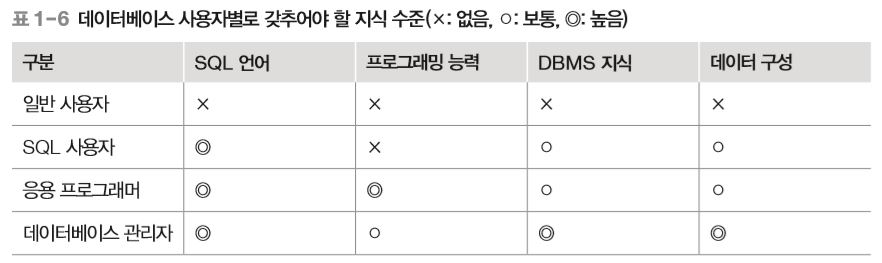 표 1-6 데이터베이스 사용자별로 갖추어야 할 지식 수준(×: 없음, ○: 보통, ◎: 높음)
구분 SQL 언어 프로그래밍 능력 DBMS 지식 데이터 구성
일반 사용자 × × × ×
SQL 사용자 ◎ × ○ ○
응용 프로그래머 ◎ ◎ ○ ○
데이터베이스 관리자 ◎ ○ ◎ ◎